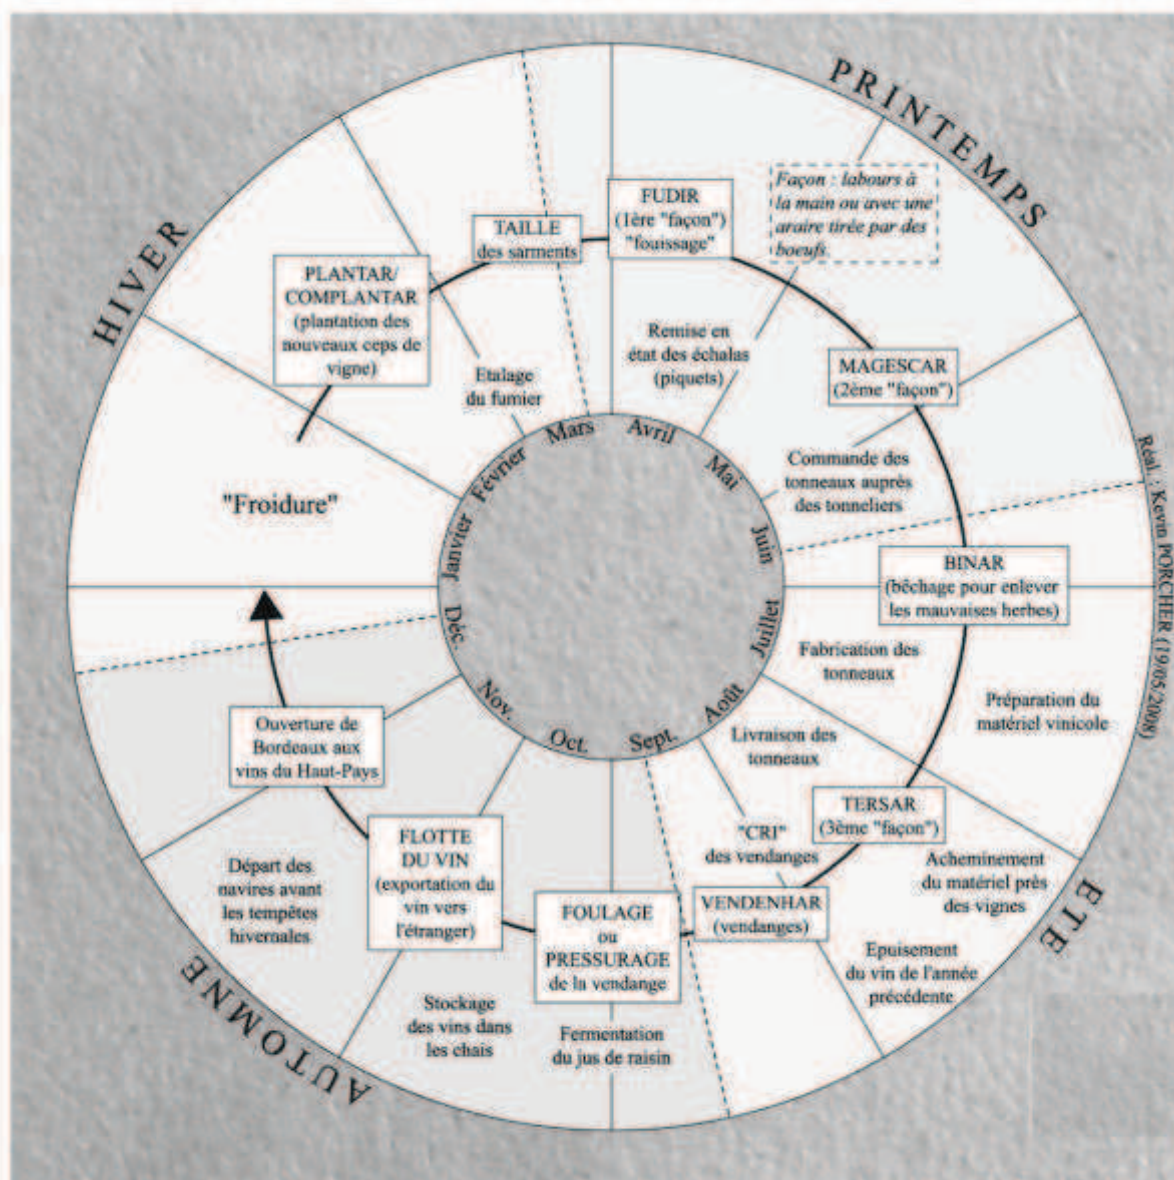 HIVER
PRINTEMPS
ETE
AUTOMNE
Janvier
Février
Mars
Avril
Mai
Juin
Juillet
Août
Sept.
Oct.
Nov.
Déc.
"Froidure"
PLANTAR/
COMPLANTAR
(plantation des
nouveaux ceps de
vigne)
Etalage
du fumier
TAILLE
des sarments
FUDIR
(1ère "façon")
"fouissage"
Façon : labours à
la main ou avec une
araire tirée par des
boeufs.
Remise en
état des échalas
(piquets)
MAGESCAR
(2ème "façon")
Commande des
tonneaux auprès
des tonneliers
BINAR
(bêchage pour enlever
les mauvaises herbes)
Fabrication des
tonneaux
Préparation du
matériel vinicole
Livraison des
tonneaux
TERSAR
(3ème "façon")
Acheminement
du matériel près
des vignes
"CRI"
des vendanges
Epuisement
du vin de l'année
précédente
VENDENHAR
(vendanges)
FOULAGE
ou
PRESSURAGE
de la vendange
Fermentation
du jus de raisin
FLOTTE
DU VIN
(exportation du
vin vers
l'étranger)
Stockage
des vins dans
les chais
Ouverture de
Bordeaux aux
vins du Haut-Pays
Départ des
navires avant
les tempêtes
hivernales
Réal. : Kevin PORCHER (19/05/2008)